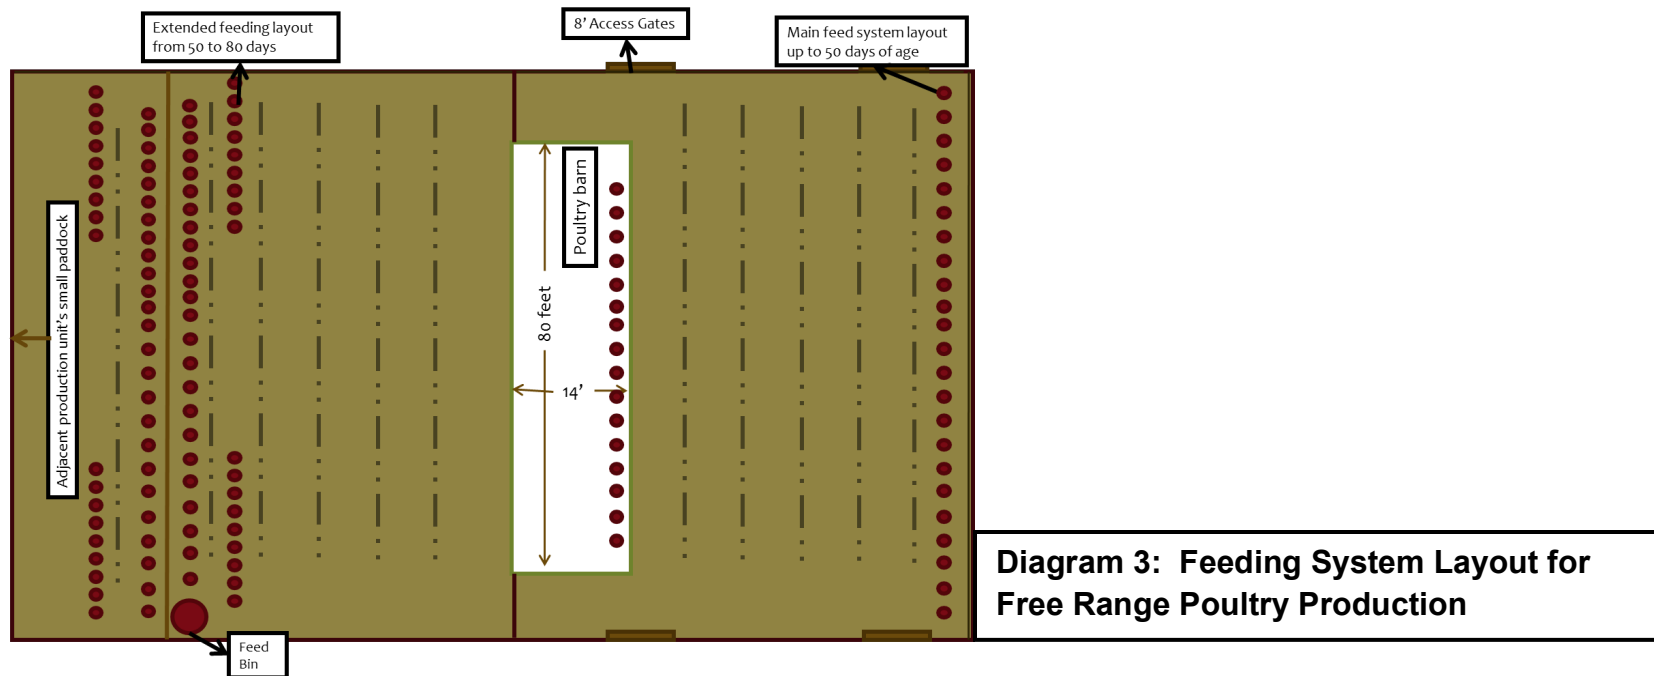 Extended feeding layout
from 50 to 80 days
8’ Access Gates
Main feed system layout
up to 50 days of age
Adjacent production unit’s small paddock
Poultry barn
80 feet
14’
Feed
Bin
Diagram 3:  Feeding System Layout for
Free Range Poultry Production